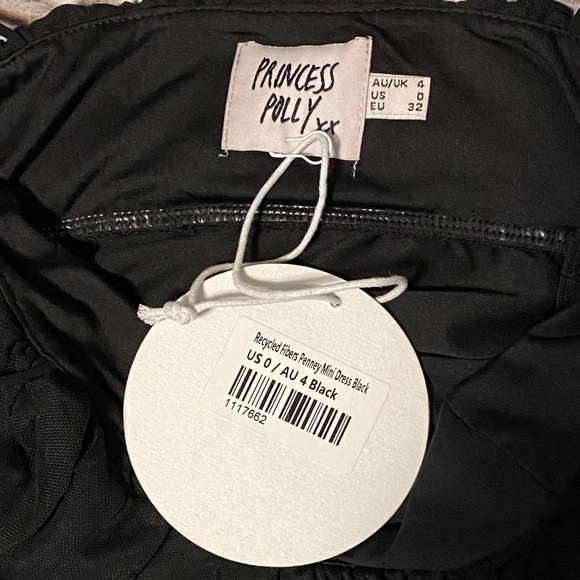 PRINCESS
POLLY xx
AU/UK 4
US 0
EU 32
Recycled Fibers Penney Mini Dress Black
US 0 / AU 4 Black
1117662